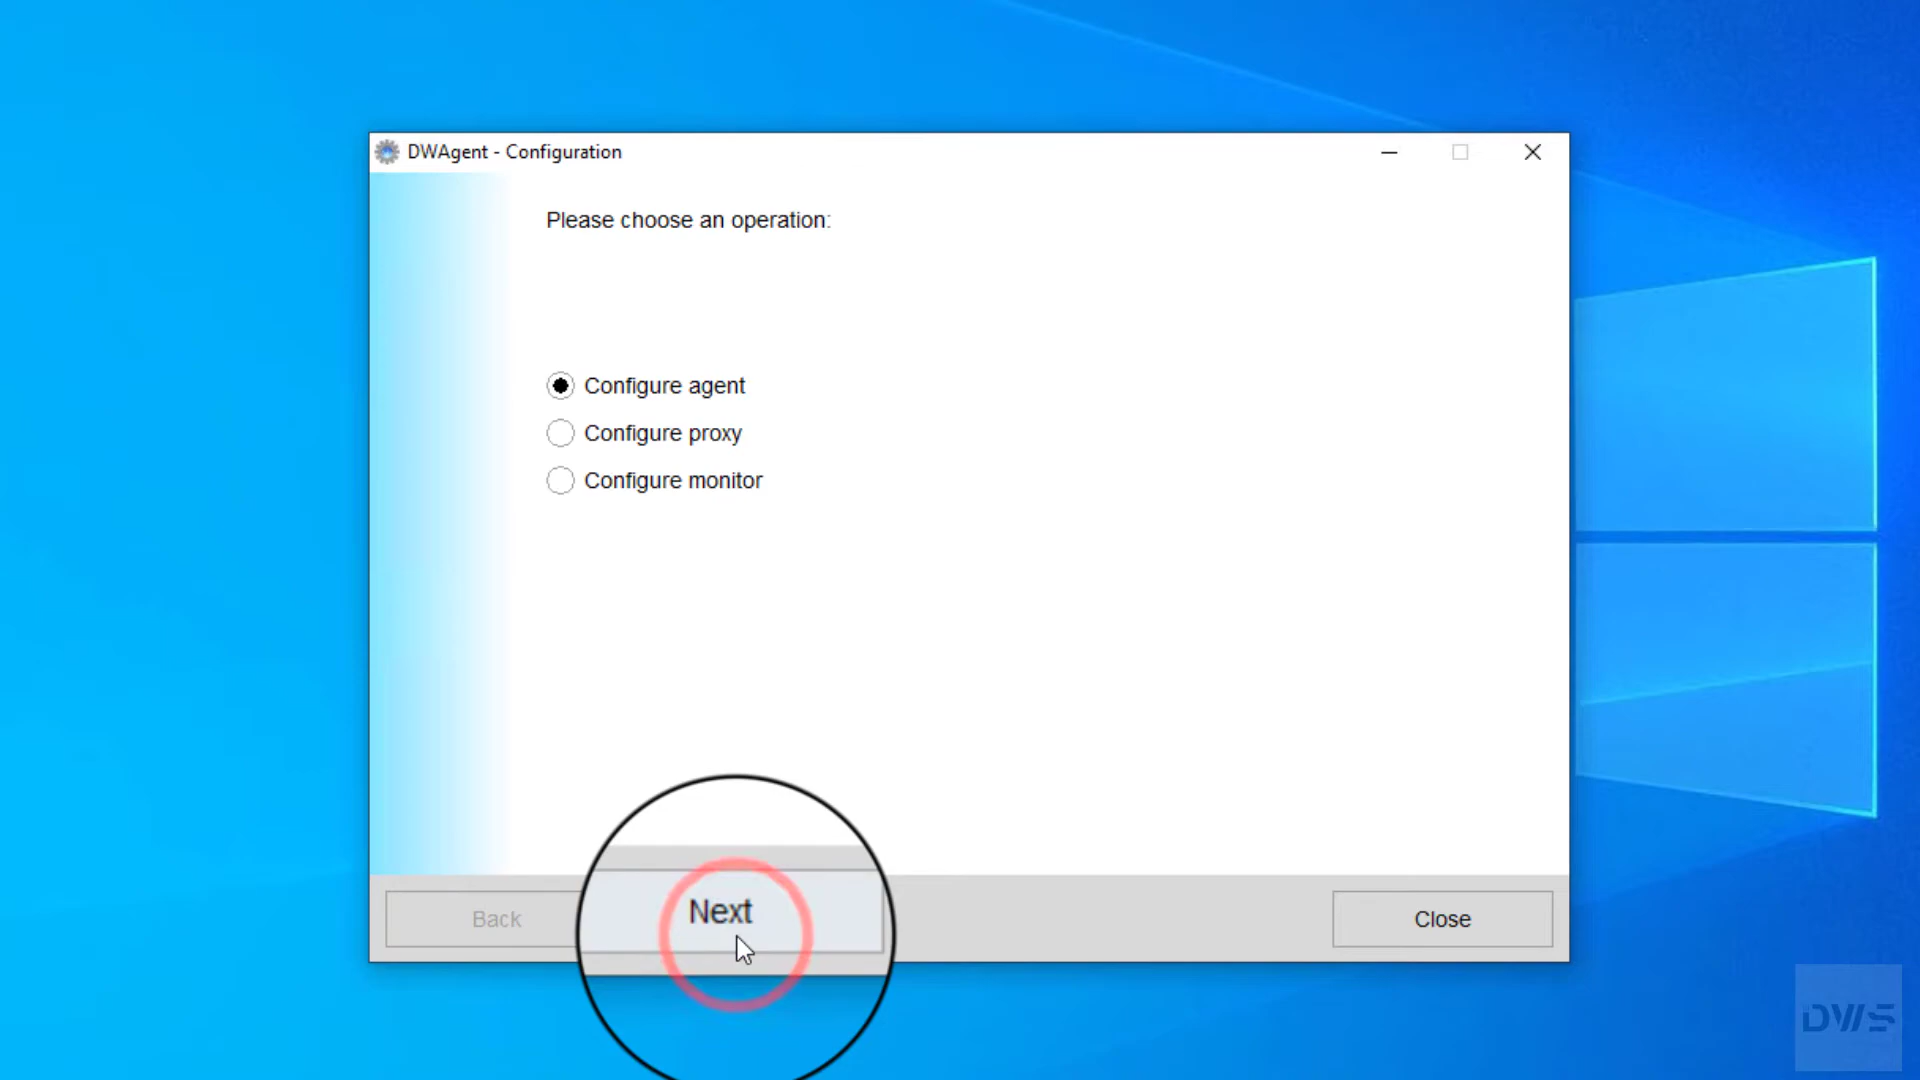 DWAgent - Configuration
Please choose an operation:
Configure agent
Configure proxy
Configure monitor
Back
Next
Close
DWS